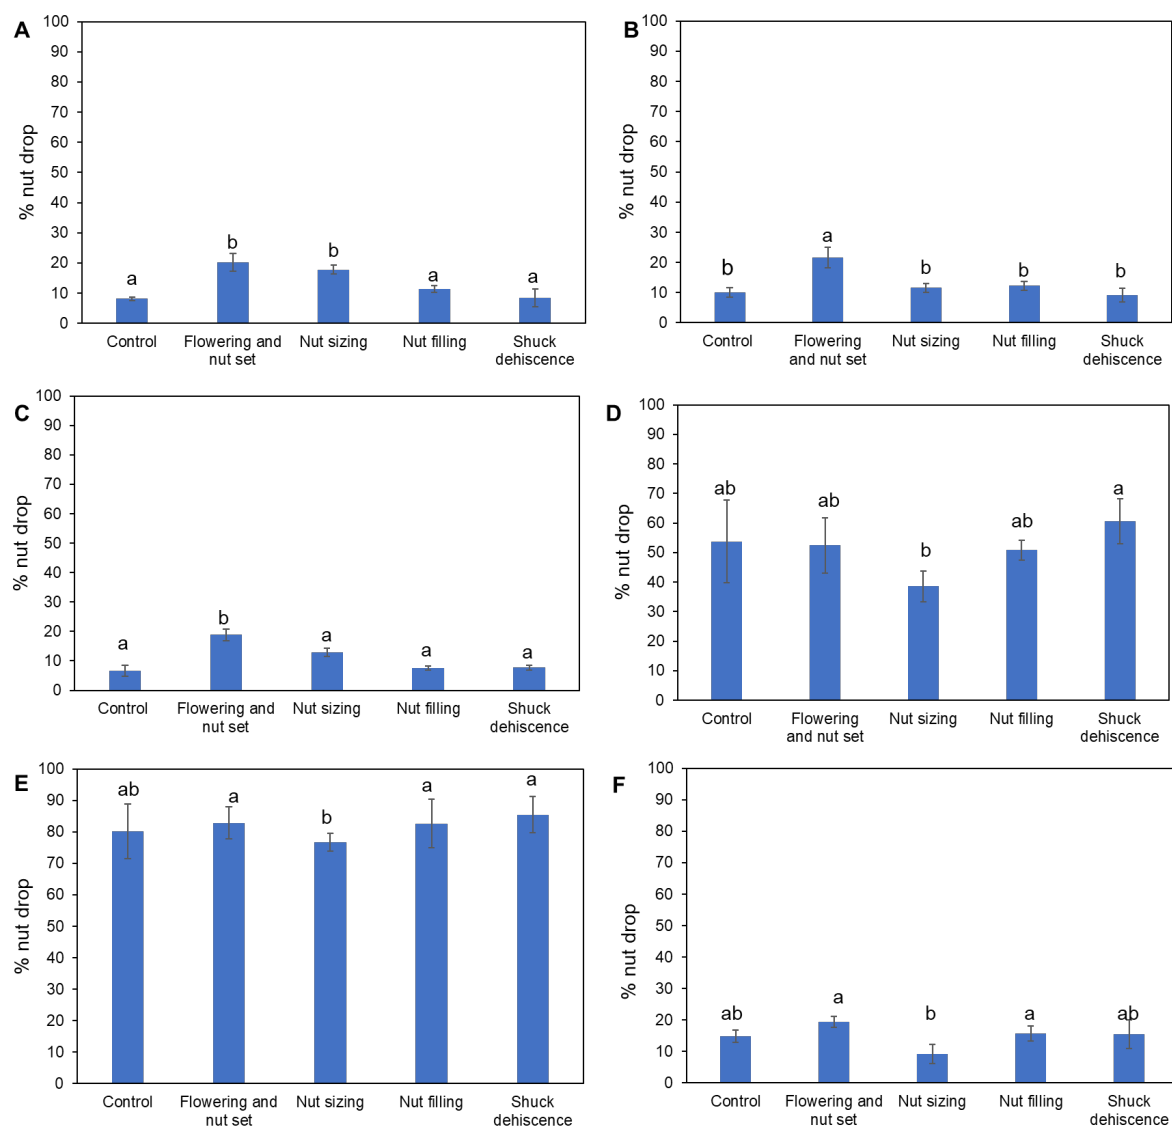 A
% nut drop
100
90
80
70
60
50
40
30
20
10
0
a
b
b
a
a
Control
Flowering and nut set
Nut sizing
Nut filling
Shuck dehiscence
B
% nut drop
100
90
80
70
60
50
40
30
20
10
0
b
a
b
b
b
Control
Flowering and nut set
Nut sizing
Nut filling
Shuck dehiscence
C
% nut drop
100
90
80
70
60
50
40
30
20
10
0
a
b
a
a
a
Control
Flowering and nut set
Nut sizing
Nut filling
Shuck dehiscence
D
% nut drop
100
90
80
70
60
50
40
30
20
10
0
ab
ab
b
ab
a
Control
Flowering and nut set
Nut sizing
Nut filling
Shuck dehiscence
E
% nut drop
100
90
80
70
60
50
40
30
20
10
0
ab
a
b
a
a
Control
Flowering and nut set
Nut sizing
Nut filling
Shuck dehiscence
F
% nut drop
100
90
80
70
60
50
40
30
20
10
0
ab
a
b
a
ab
Control
Flowering and nut set
Nut sizing
Nut filling
Shuck dehiscence